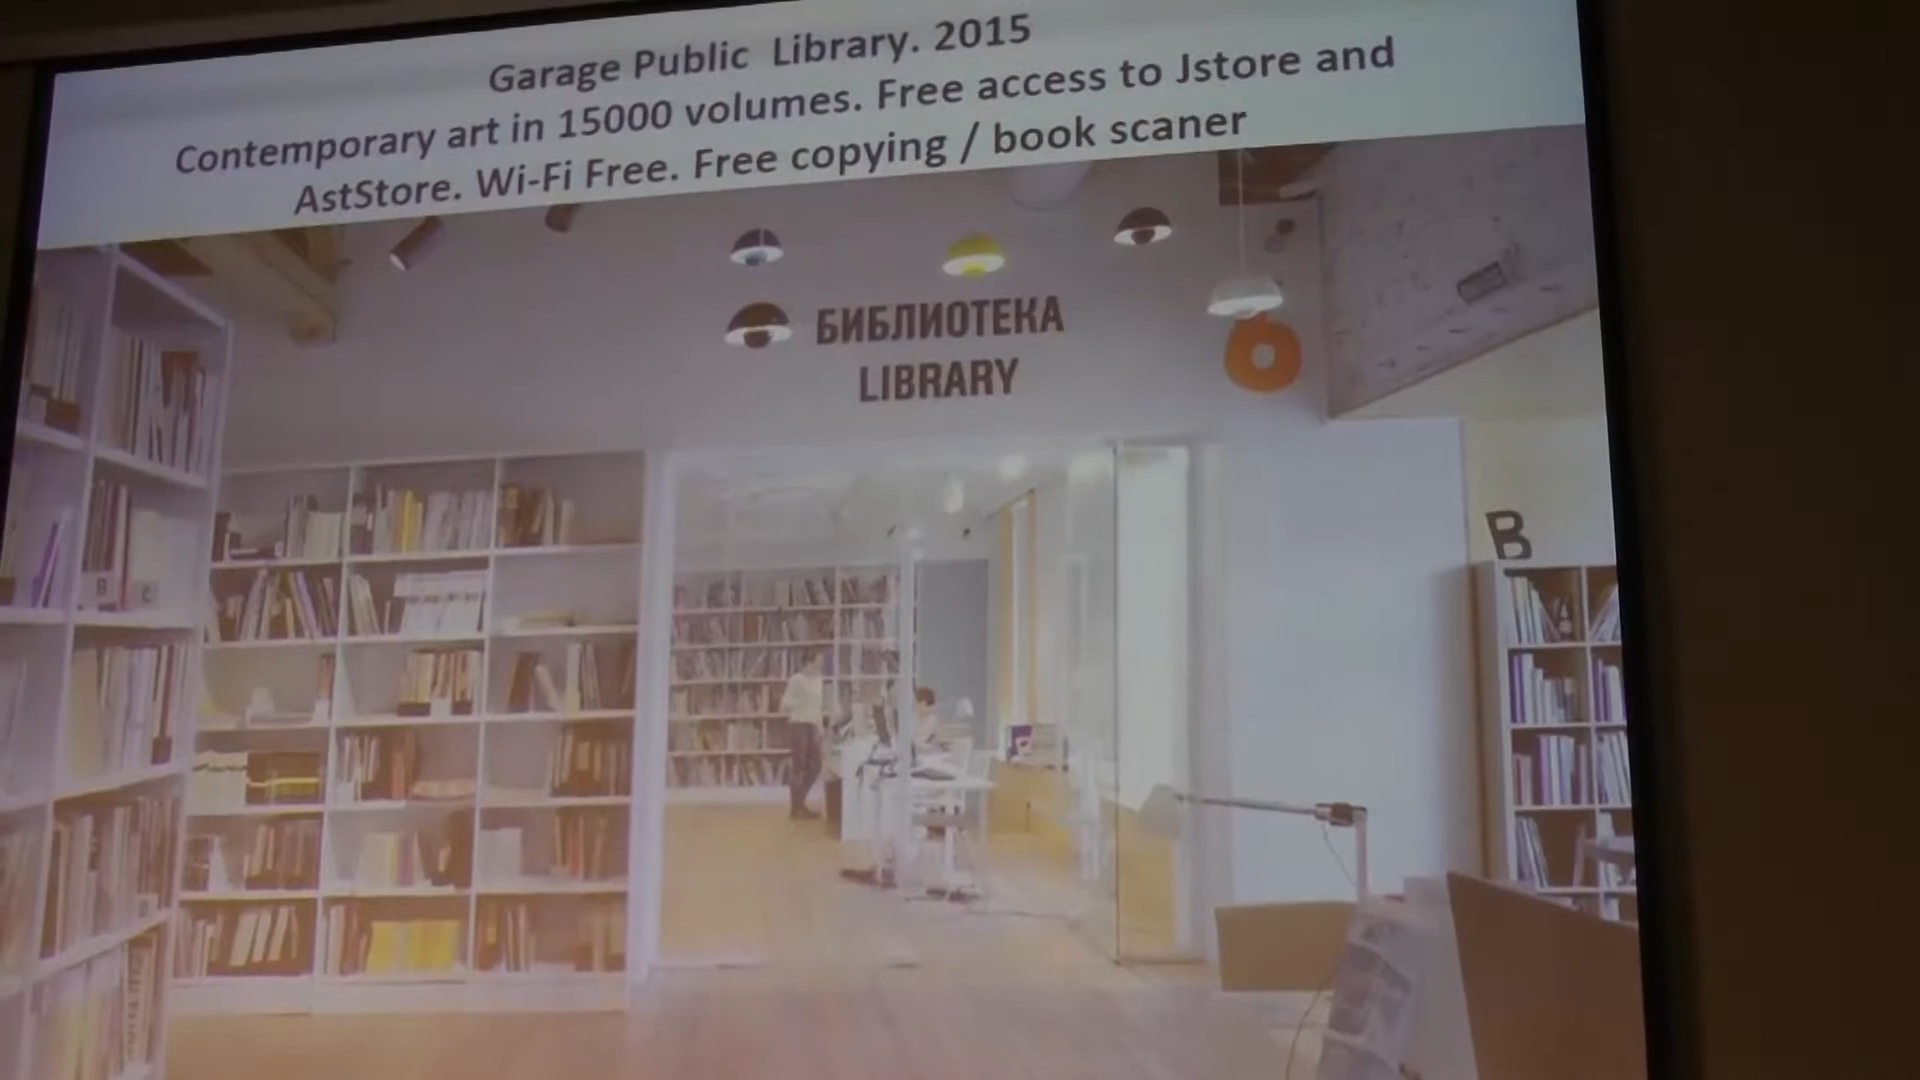 Garage Public Library. 2015
Contemporary art in 15000 volumes. Free access to Jstore and
AstStore. Wi-Fi Free. Free copying / book scaner
БИБЛИОТЕКА
LIBRARY
B
B
C